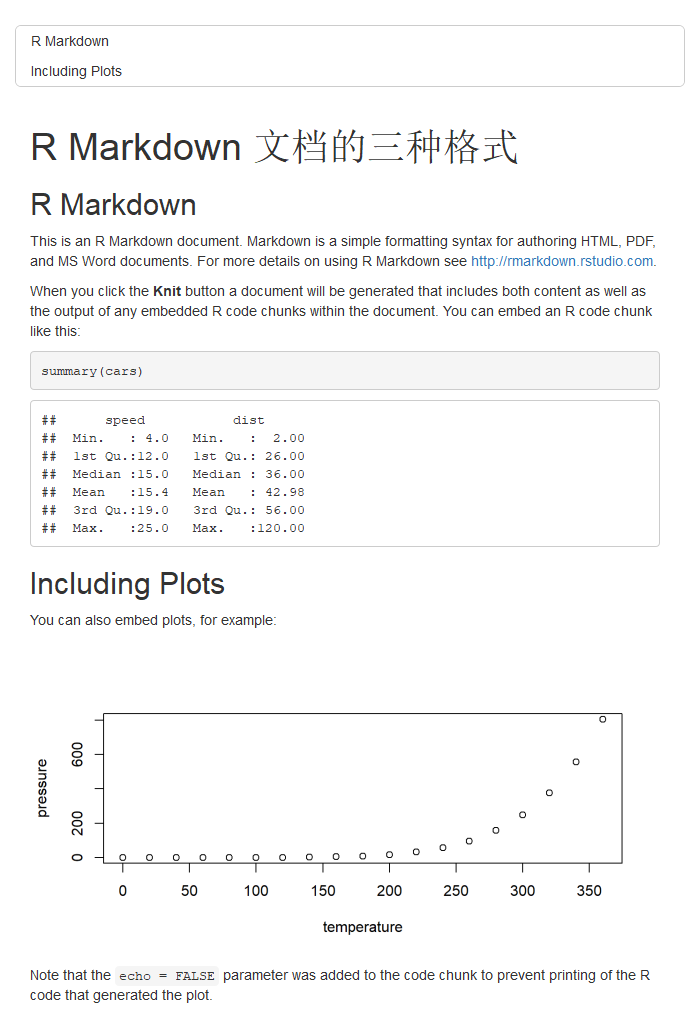 R Markdown
Including Plots
R Markdown 文档的三种格式
R Markdown
This is an R Markdown document. Markdown is a simple formatting syntax for authoring HTML, PDF,
and MS Word documents. For more details on using R Markdown see http://rmarkdown.rstudio.com.
When you click the Knit button a document will be generated that includes both content as well as
the output of any embedded R code chunks within the document. You can embed an R code chunk
like this:
summary(cars)
##      speed           dist
##  Min.   : 4.0   Min.   :  2.00
##  1st Qu.:12.0   1st Qu.: 26.00
##  Median :15.0   Median : 36.00
##  Mean   :15.4   Mean   : 42.98
##  3rd Qu.:19.0   3rd Qu.: 56.00
##  Max.   :25.0   Max.   :120.00
Including Plots
You can also embed plots, for example:
pressure
600
200
0
0 50 100 150 200 250 300 350
temperature
Note that the echo = FALSE parameter was added to the code chunk to prevent printing of the R
code that generated the plot.